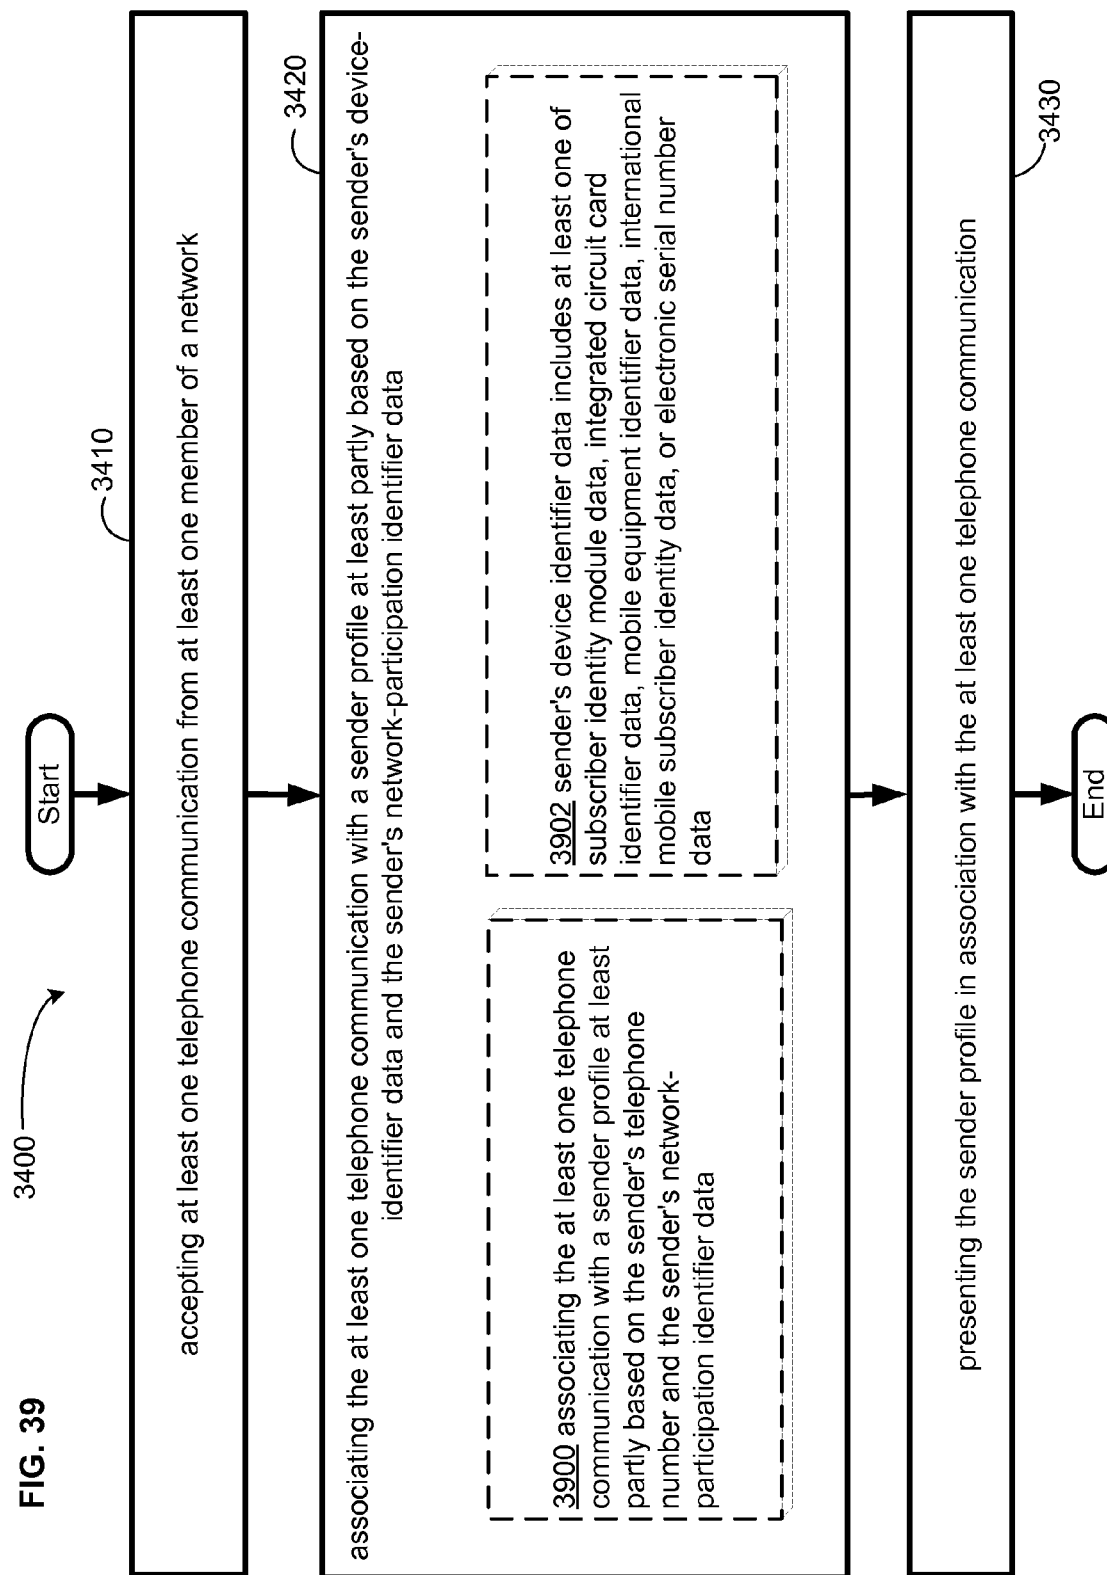 FIG. 39
3400
Start
3410
accepting at least one telephone communication from at least one member of a network
3420
associating the at least one telephone communication with a sender profile at least partly based on the sender's device-
identifier data and the sender's network-participation identifier data
3900 associating the at least one telephone
communication with a sender profile at least
partly based on the sender's telephone
number and the sender's network-
participation identifier data
3902 sender's device identifier data includes at least one of
subscriber identity module data, integrated circuit card
identifier data, mobile equipment identifier data, international
mobile subscriber identity data, or electronic serial number
data
3430
presenting the sender profile in association with the at least one telephone communication
End